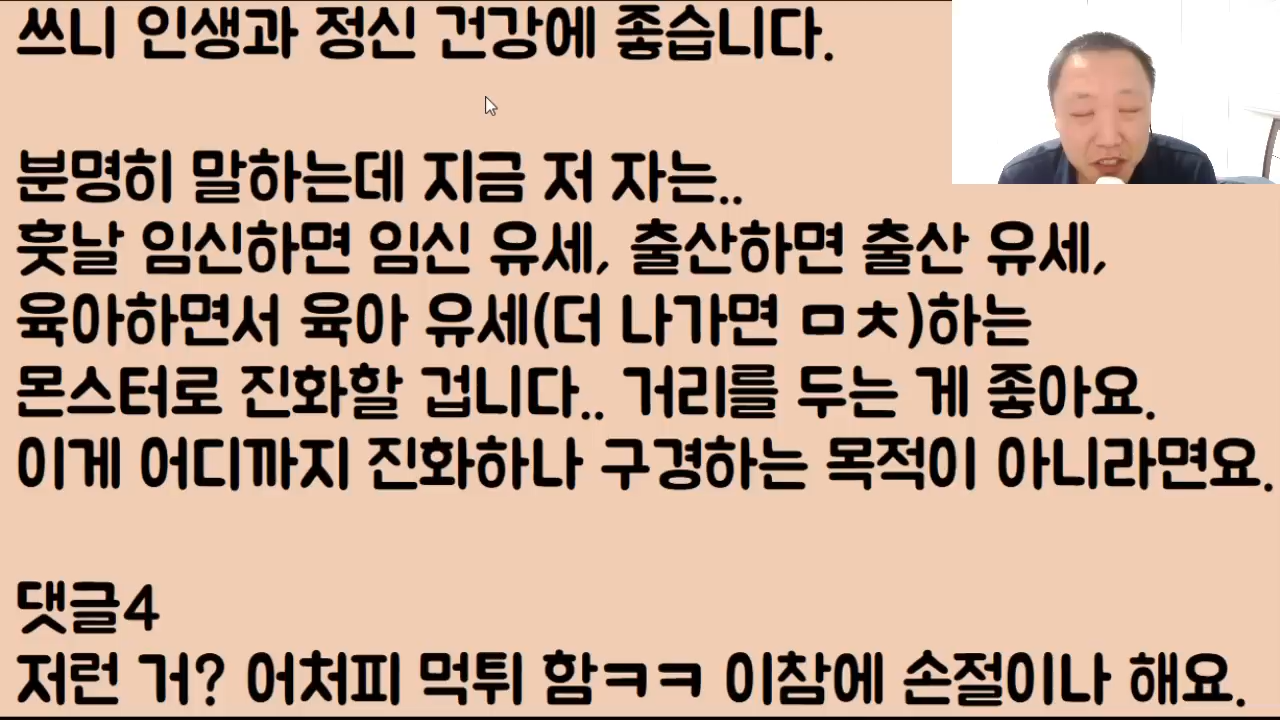 쓰니 인생과 정신 건강에 좋습니다.
분명히 말하는데 지금 저 자는..
훗날 임신하면 임신 유세, 출산하면 출산 유세,
육아하면서 육아 유세(더 나가면 ㅁㅊ)하는
몬스터로 진화할 겁니다.. 거리를 두는 게 좋아요.
이게 어디까지 진화하나 구경하는 목적이 아니라면요.
댓글4
저런 거? 어처피 먹튀 함ㅋㅋ 이참에 손절이나 해요.